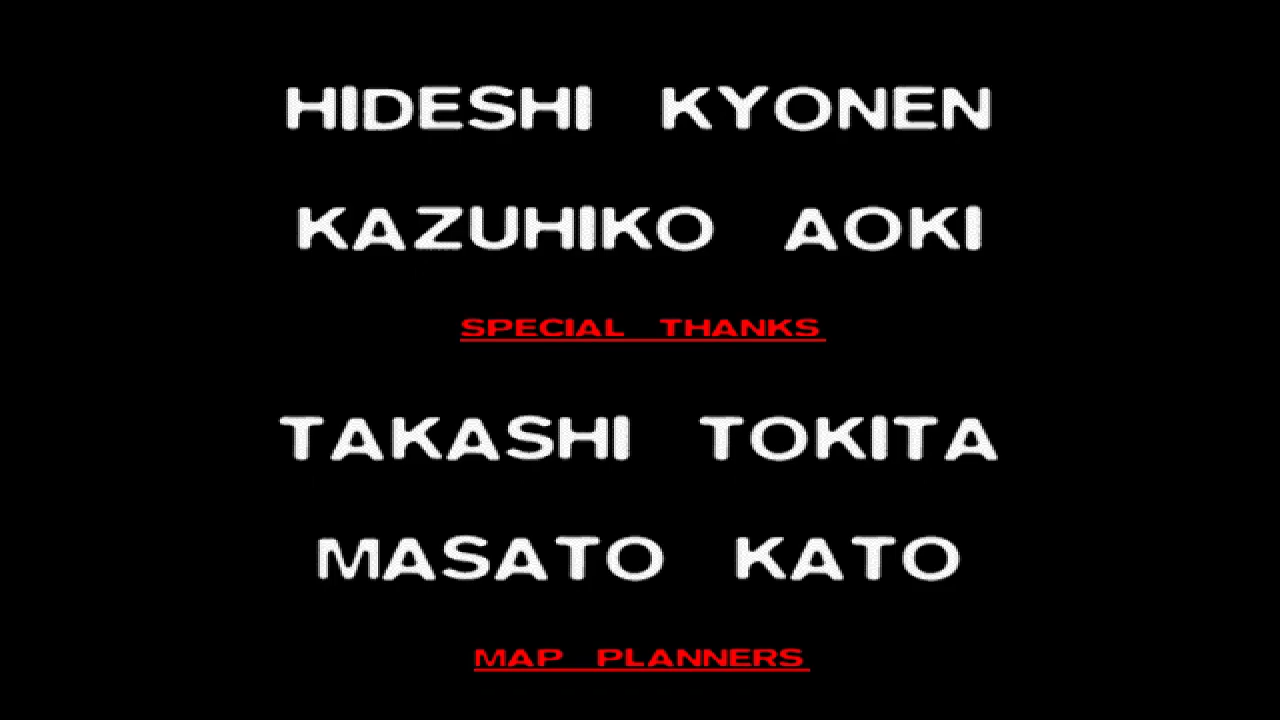 HIDESHI KYONEN
KAZUHIKO AOKI
SPECIAL THANKS
TAKASHI TOKITA
MASATO KATO
MAP PLANNERS